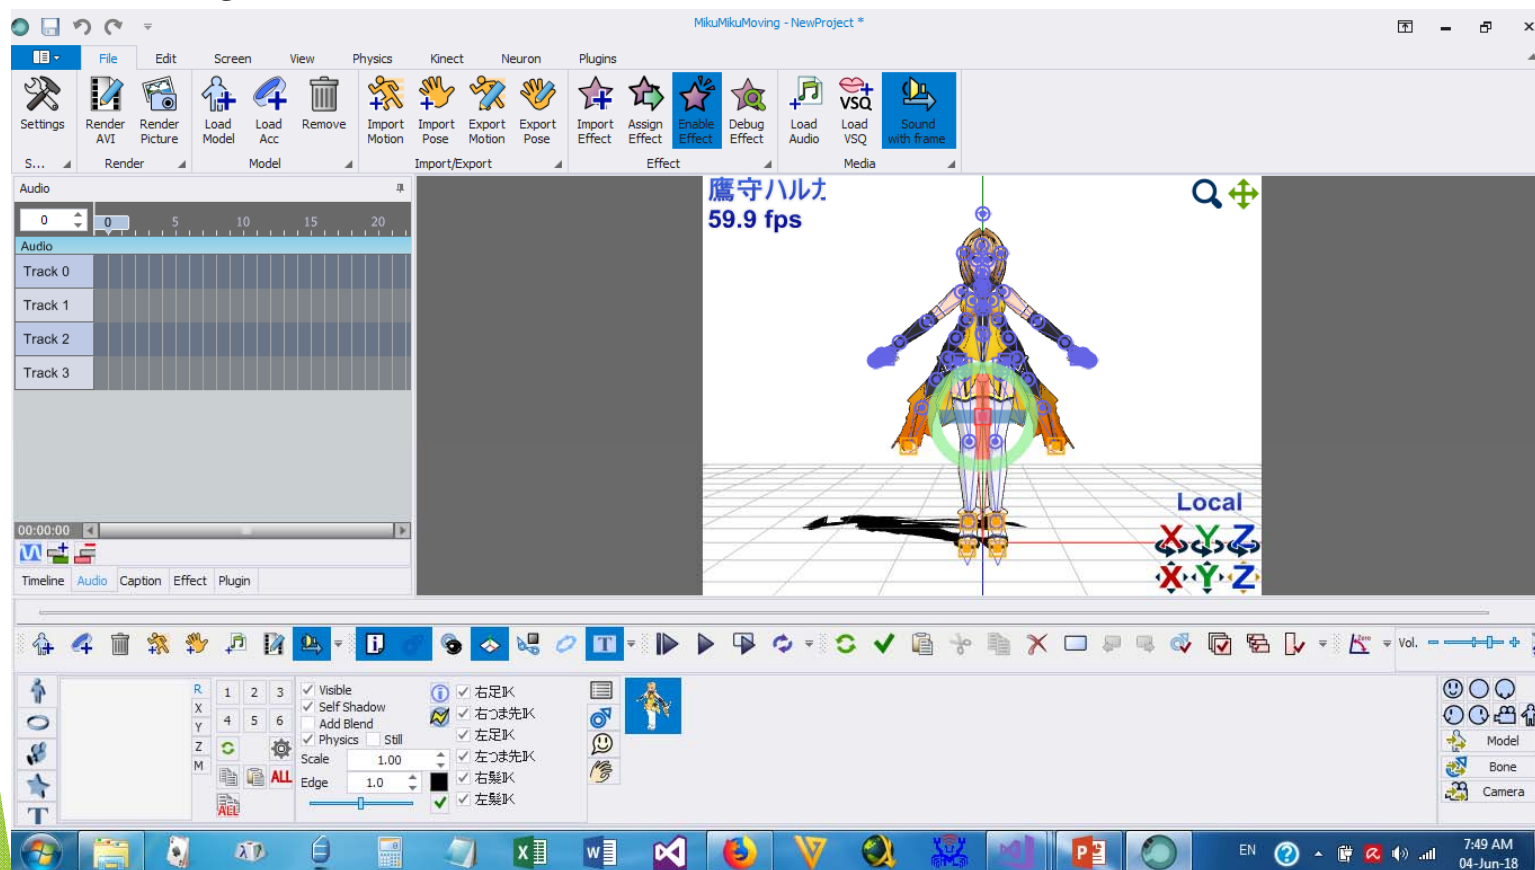 MikuMikuMoving - NewProject *
File Edit Screen View Physics Kinect Neuron Plugins
Settings
Render AVI
Render Picture
Load Model
Load Acc
Remove
Import Motion
Import Pose
Export Motion
Export Pose
Import Effect
Assign Effect
Enable Effect
Debug Effect
Load Audio
VSQ
Load VSQ
Sound with frame
S... Render Model Import/Export Effect Media
Audio
0 0 5 10 15 20
Audio
Track 0
Track 1
Track 2
Track 3
00:00:00
Timeline Audio Caption Effect Plugin
鷹守ハルカ
59.9 fps
Local
X Y Z
X Y Z
i T Vol.
R X Y Z M
1 2 3
4 5 6
ALL
ALL
Visible
Self Shadow
Add Blend
Physics Still
Scale 1.00
Edge 1.0
右足IK
右つま先IK
左足IK
左つま先IK
右髪IK
左髪IK
Model
Bone
Camera
T
EN 7:49 AM
04-Jun-18